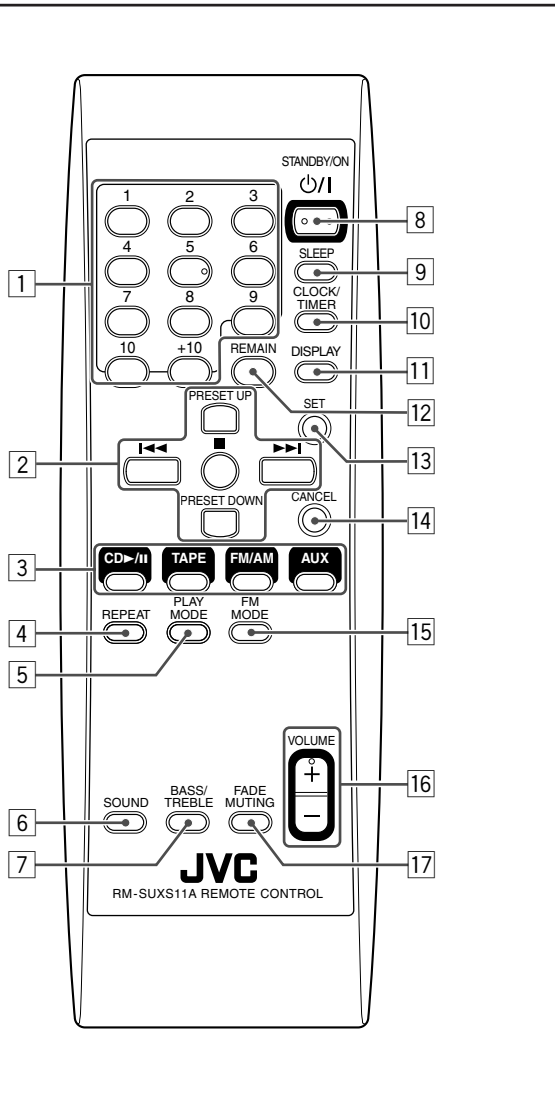 STANDBY/ON
⏻/I
1 2 3
8
4 5 6
SLEEP
9
1
CLOCK/
TIMER
7 8 9
10
10 +10 REMAIN DISPLAY
11
PRESET UP
12
SET
2
13
PRESET DOWN CANCEL
14
3
CD►/II TAPE FM/AM AUX
REPEAT
PLAY
MODE
FM
MODE
4
15
5
VOLUME
+
16
–
SOUND
BASS/
TREBLE
FADE
MUTING
6
7
17
JVC
RM-SUXS11A REMOTE CONTROL